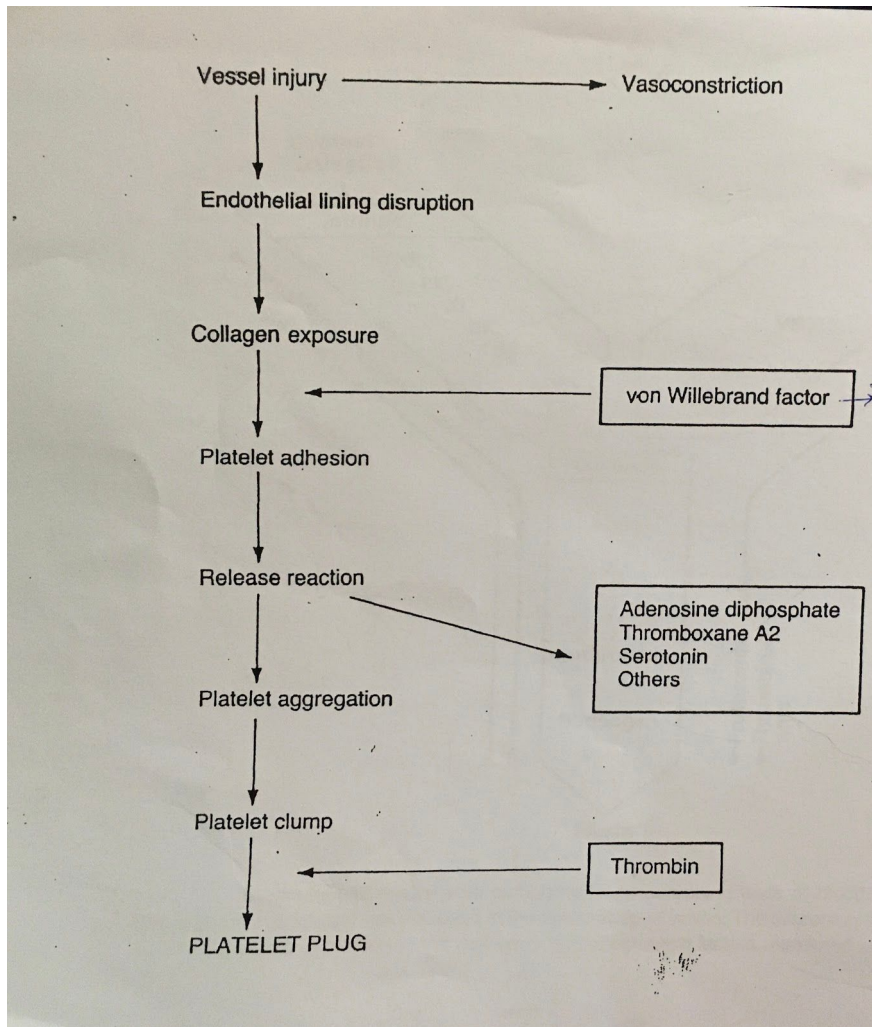 Vessel injury
Vasoconstriction
Endothelial lining disruption
Collagen exposure
von Willebrand factor
Platelet adhesion
Release reaction
Adenosine diphosphate
Thromboxane A2
Serotonin
Others
Platelet aggregation
Platelet clump
Thrombin
PLATELET PLUG